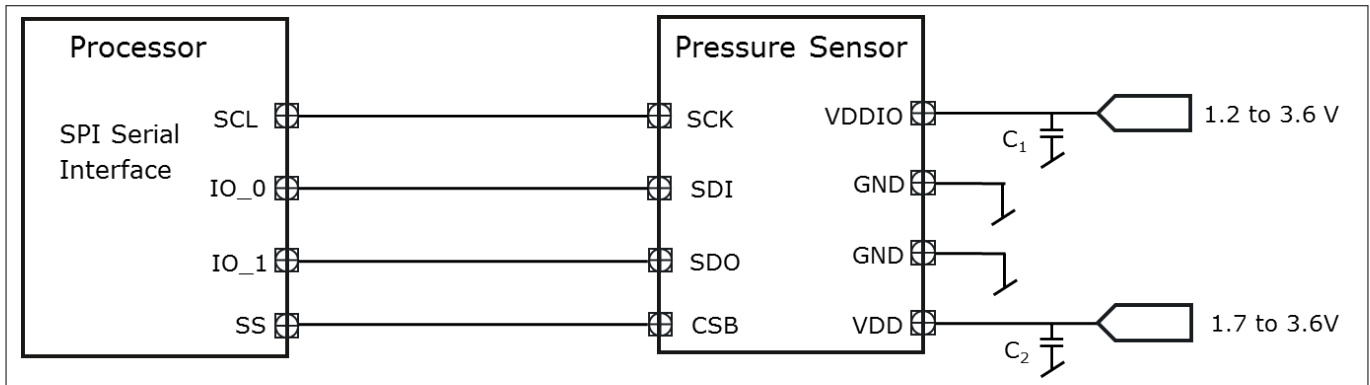 Processor
SPI Serial
Interface
SCL
IO_0
IO_1
SS
Pressure Sensor
SCK
SDI
SDO
CSB
VDDIO
GND
GND
VDD
C1
C2
1.2 to 3.6 V
1.7 to 3.6V